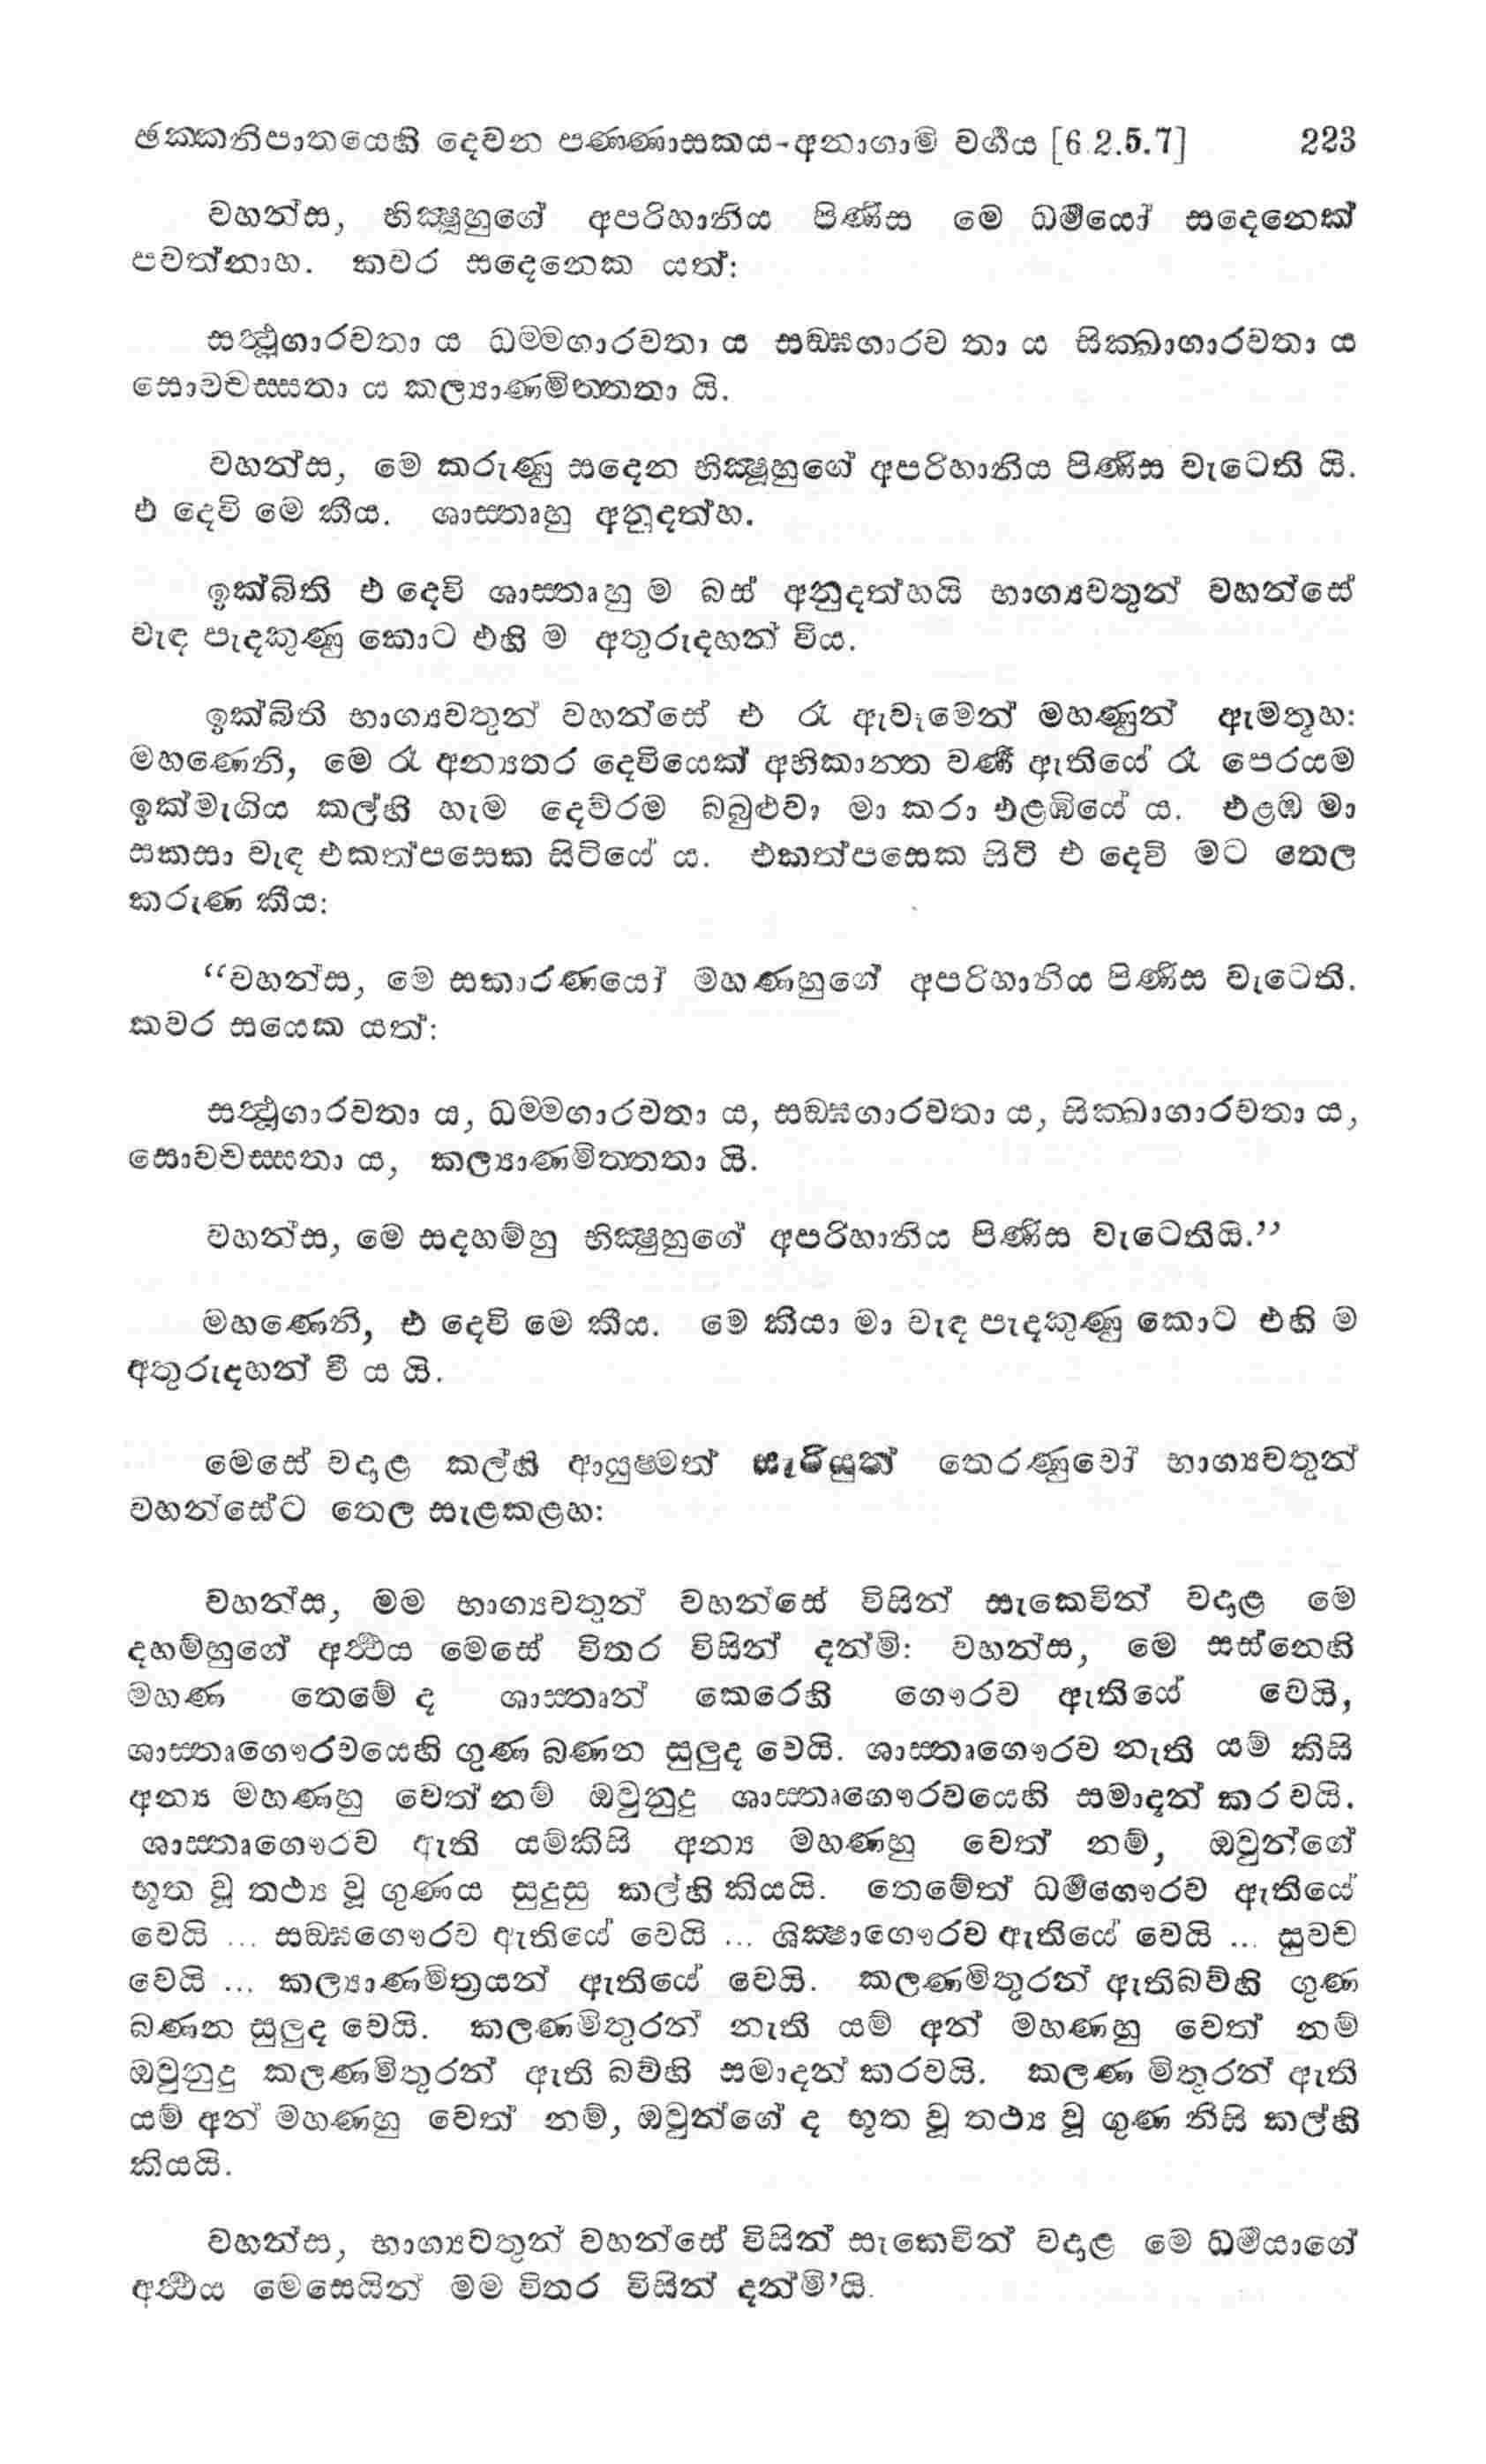 ඡක‍්කනිපාතයෙහි දෙවන පණ‍්ණාසකය-අනාගාමි වර්‍ගය [6.2.5.7] 223
වහන්ස, භික්‍ෂූහුගේ අපරිහානිය පිණිස මේ ධර්‍මයෝ සදෙනෙක්
පවත්නාහ. කවර සදෙනෙක යත්:
සත්‍ථුගාරවතා ය ධම‍්මගාරවතා ය සඞ‍්ඝගාරව තා ය සික‍්ඛාගාරවතා ය
සොවචස‍්සතා ය කල්‍යාණමිත‍්තතා යි.
වහන්ස, මෙ කරුණු සදෙන භික්‍ෂූහුගේ අපරිහානිය පිණිස වැටෙති යි.
එ දෙවි මෙ කීය. ශාස‍්තෘහු අනුදත්හ.
ඉක්බිති එ දෙවි ශාස‍්තෘහු ම බස් අනුදත්හයි භාග්‍යවතුන් වහන්සේ
වැඳ පැදකුණු කොට එහි ම අතුරුදහන් විය.
ඉක්බිති භාග්‍යවතුන් වහන්සේ එ රෑ ඇවෑමෙන් මහණුන් ඇමතූහ:
මහණෙනි, මෙ රෑ අන්‍යතර දෙවියෙක් අභිකාන‍්ත වර්‍ණ ඇතියේ රෑ පෙරයම
ඉක්මැගිය කල්හි හැම දෙව්රම බබුළුවා මා කරා එළඹියේ ය. එළඹ මා
සකසා වැඳ එකත්පසෙක සිටියේ ය. එකත්පසෙක සිටි එ දෙවි මට තෙල
කරුණ කීය:
“වහන්ස, මේ සකාරණයෝ මහණහුගේ අපරිහානිය පිණිස වැටෙති.
කවර සයෙක යත්:
සත්‍ථුගාරවතා ය, ධම‍්මගාරවතා ය, සඞ‍්ඝගාරවතා ය, සික‍්ඛාගාරවතා ය,
සොවචස‍්සතා ය, කල්‍යාණමිත‍්තතා යි.
වහන්ස, මෙ සදහම්හු භික්‍ෂුහුගේ අපරිහානිය පිණිස වැටෙතියි.”
මහණෙනි, එ දෙවි මෙ කීය. මෙ කියා මා වැඳ පැදකුණු කොට එහි ම
අතුරුදහන් වී ය යි.
මෙසේ වදාළ කල්හි ආයුෂ‍්මත් සැරියුත් තෙරණුවෝ භාග්‍යවතුන්
වහන්සේට තෙල සැළකළහ:
වහන්ස, මම භාග්‍යවතුන් වහන්සේ විසින් සැකෙවින් වදාළ මේ
දහම්හුගේ අර්‍ථය මෙසේ විතර විසින් දන්මි: වහන්ස, මෙ සස්නෙහි
මහණ තෙමේ ද ශාස‍්තෘන් කෙරෙහි ගෞරව ඇතියේ වෙයි,
ශාස‍්තෘගෞරවයෙහි ගුණ බණන සුලුද වෙයි. ශාස‍්තෘගෞරව නැති යම් කිසි
අන්‍ය මහණහු වෙත් නම් ඔවුනුදු ශාස‍්තෘගෞරවයෙහි සමාදන් කර වයි.
ශාස‍්තෘගෞරව ඇති යම්කිසි අන්‍ය මහණහු වෙත් නම්, ඔවුන්ගේ
භූත වූ තථ්‍ය වූ ගුණය සුදුසු කල්හි කියයි. තෙමේත් ධර්‍මගෞරව ඇතියේ
වෙයි ... සඞ‍්ඝගෞරව ඇතියේ වෙයි ... ශික්‍ෂාගෞරව ඇතියේ වෙයි ... සුවච
වෙයි ... කල්‍යාණමිත්‍රයන් ඇතියේ වෙයි. කලණමිතුරන් ඇතිබව්හි ගුණ
බණන සුලුද වෙයි. කලණමිතුරන් නැති යම් අන් මහණහු වෙත් නම්
ඔවුනුදු කලණමිතුරන් ඇති බව්හි සමාදන් කරවයි. කලණ මිතුරන් ඇති
යම් අන් මහණහු වෙත් නම්, ඔවුන්ගේ ද භූත වූ තථ්‍ය වූ ගුණ නිසි කල්හි
කියයි.
වහන්ස, භාග්‍යවතුන් වහන්සේ විසින් සැකෙවින් වදාළ මේ ධර්‍මයාගේ
අර්‍ථය මෙසෙයින් මම විතර විසින් දන්මි’යි.